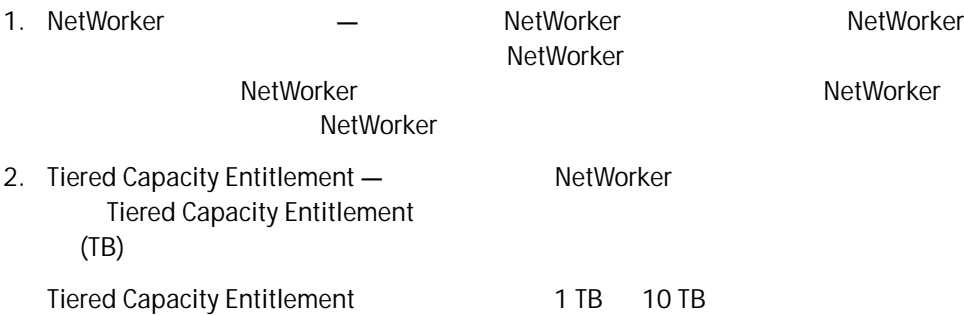 1. NetWorker — NetWorker NetWorker
NetWorker
NetWorker NetWorker
NetWorker
2. Tiered Capacity Entitlement — NetWorker
Tiered Capacity Entitlement
(TB)
Tiered Capacity Entitlement 1 TB 10 TB